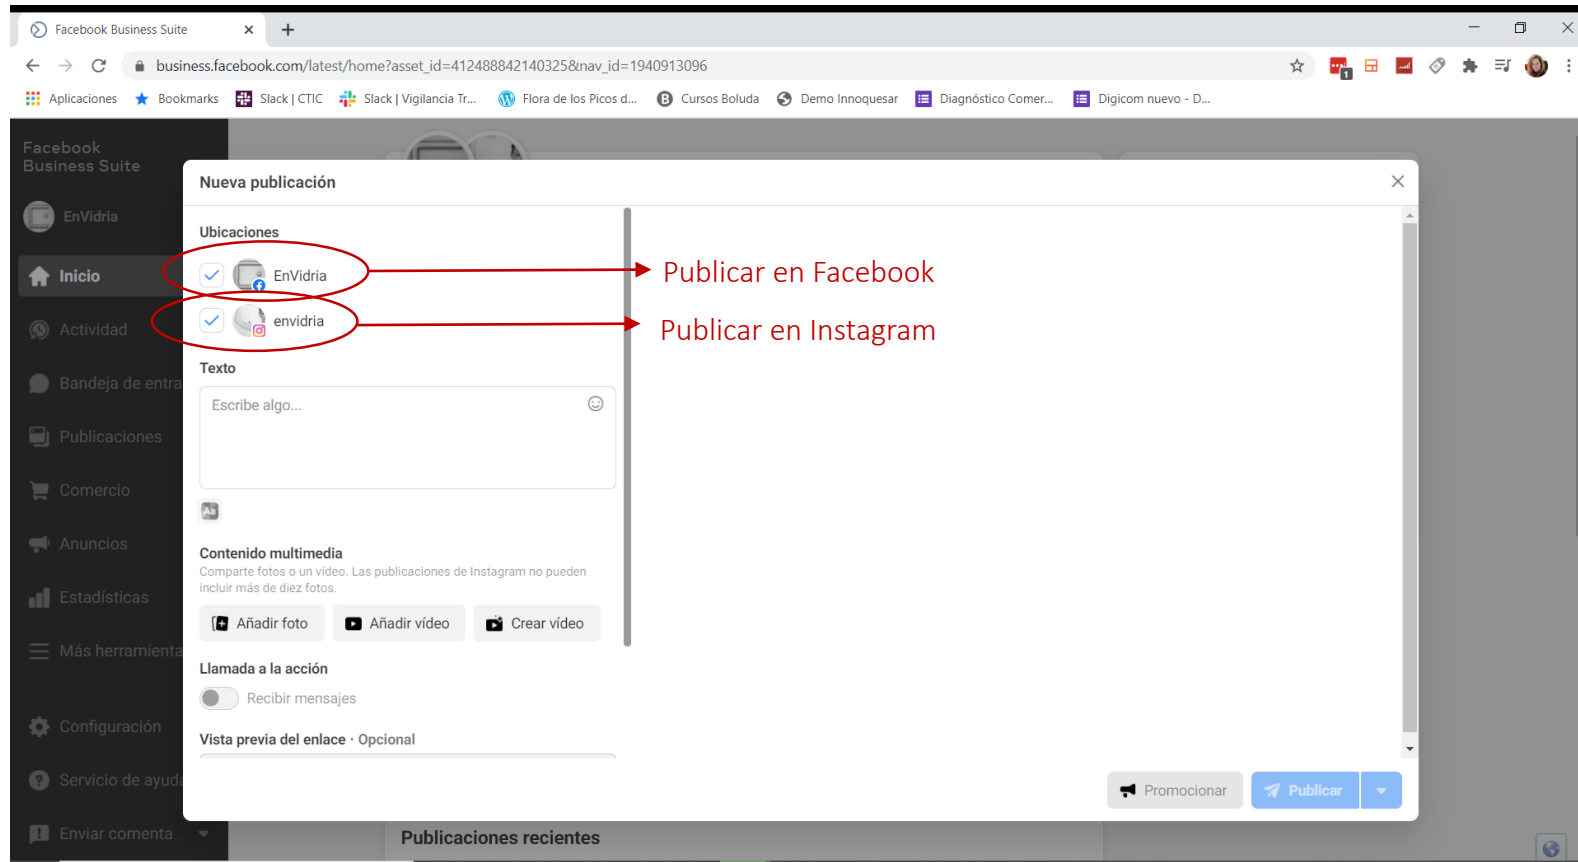 Facebook Business Suite
business.facebook.com/latest/home?asset_id=412488842140325&nav_id=1940913096
1
Aplicaciones Bookmarks Slack | CTIC Slack | Vigilancia Tr... Flora de los Picos d... Cursos Boluda Demo Innoquesar Diagnóstico Comer... Digicom nuevo - D...
Facebook
Business Suite
EnVidria
Inicio
Actividad
Bandeja de entra
Publicaciones
Comercio
Anuncios
Estadísticas
Más herramienta
Configuración
Servicio de ayuda
Enviar comenta...
Nueva publicación
Ubicaciones
EnVidria
Publicar en Facebook
envidria
Publicar en Instagram
Texto
Escribe algo...
Aa
Contenido multimedia
Comparte fotos o un vídeo. Las publicaciones de Instagram no pueden
incluir más de diez fotos.
Añadir foto Añadir vídeo Crear vídeo
Llamada a la acción
Recibir mensajes
Vista previa del enlace · Opcional
Promocionar Publicar
Publicaciones recientes